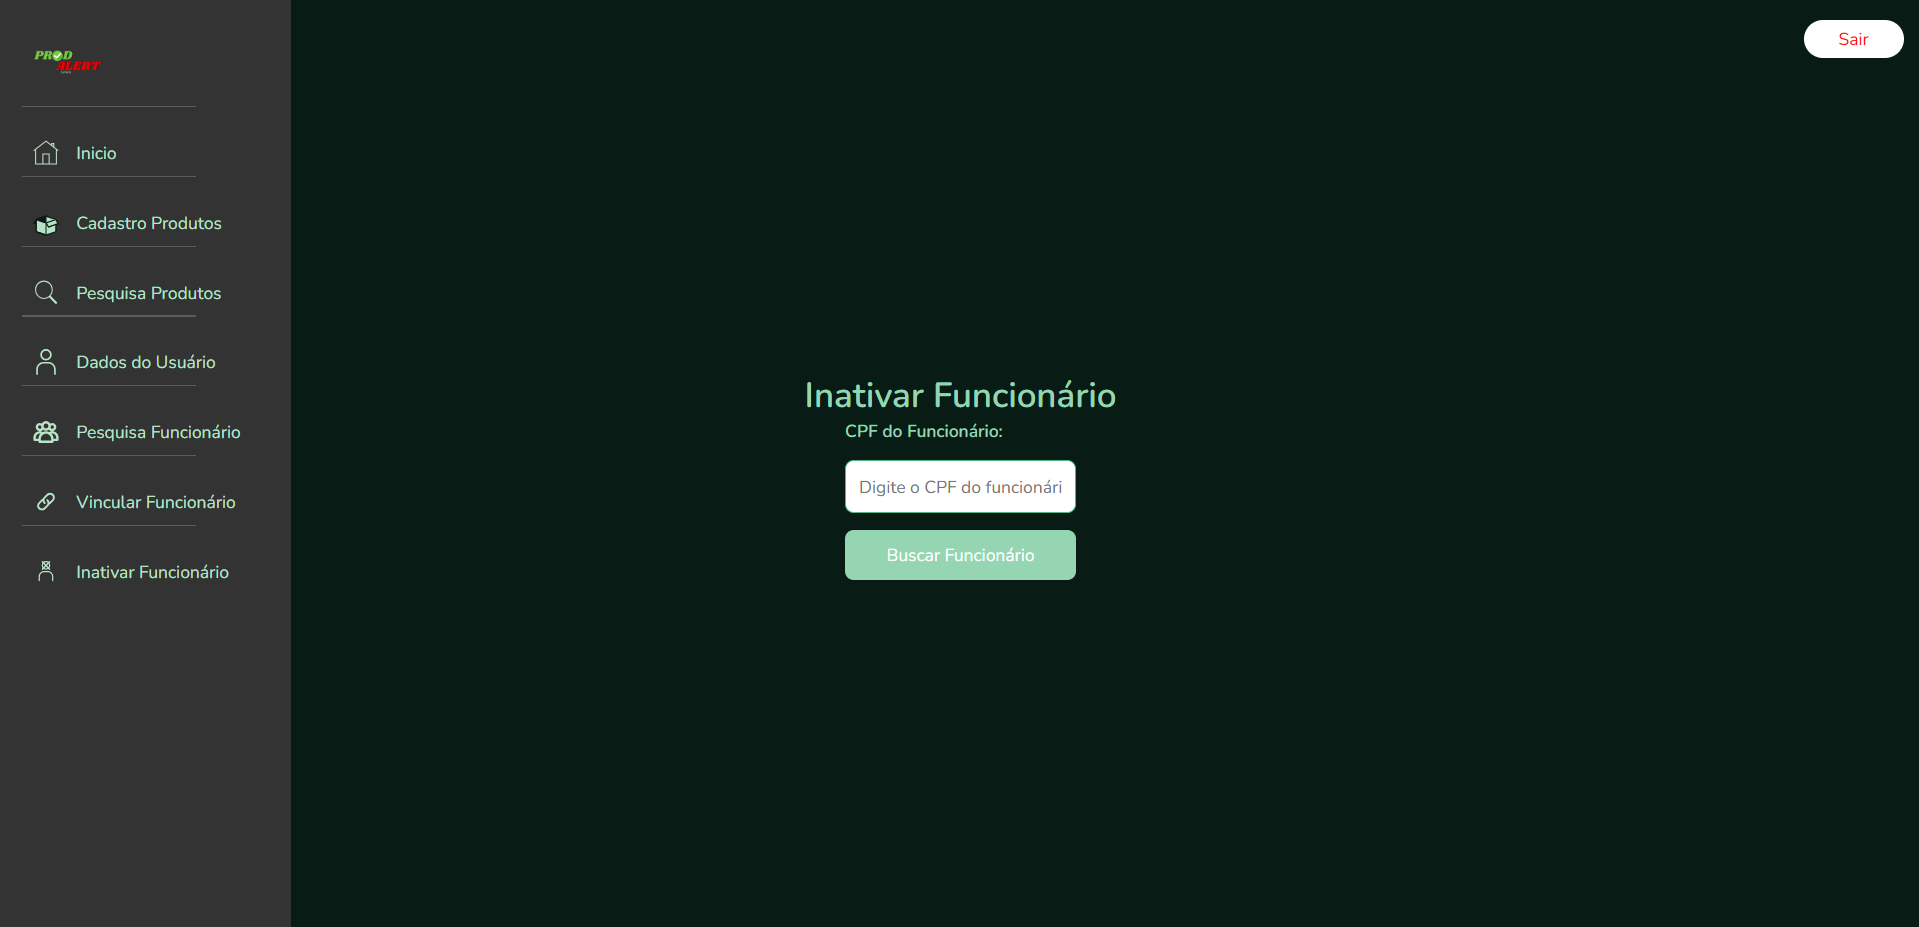 PROD
ALERT
Sair
Inicio
Cadastro Produtos
Pesquisa Produtos
Dados do Usuário
Pesquisa Funcionário
Vincular Funcionário
Inativar Funcionário
Inativar Funcionário
CPF do Funcionário:
Digite o CPF do funcionári
Buscar Funcionário